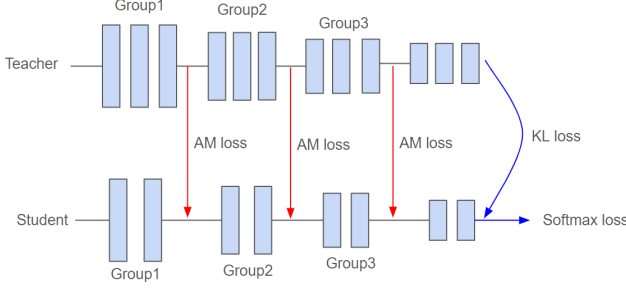 Group1
Group2
Group3
Teacher
AM loss
AM loss
AM loss
KL loss
Student
Softmax loss
Group1
Group2
Group3